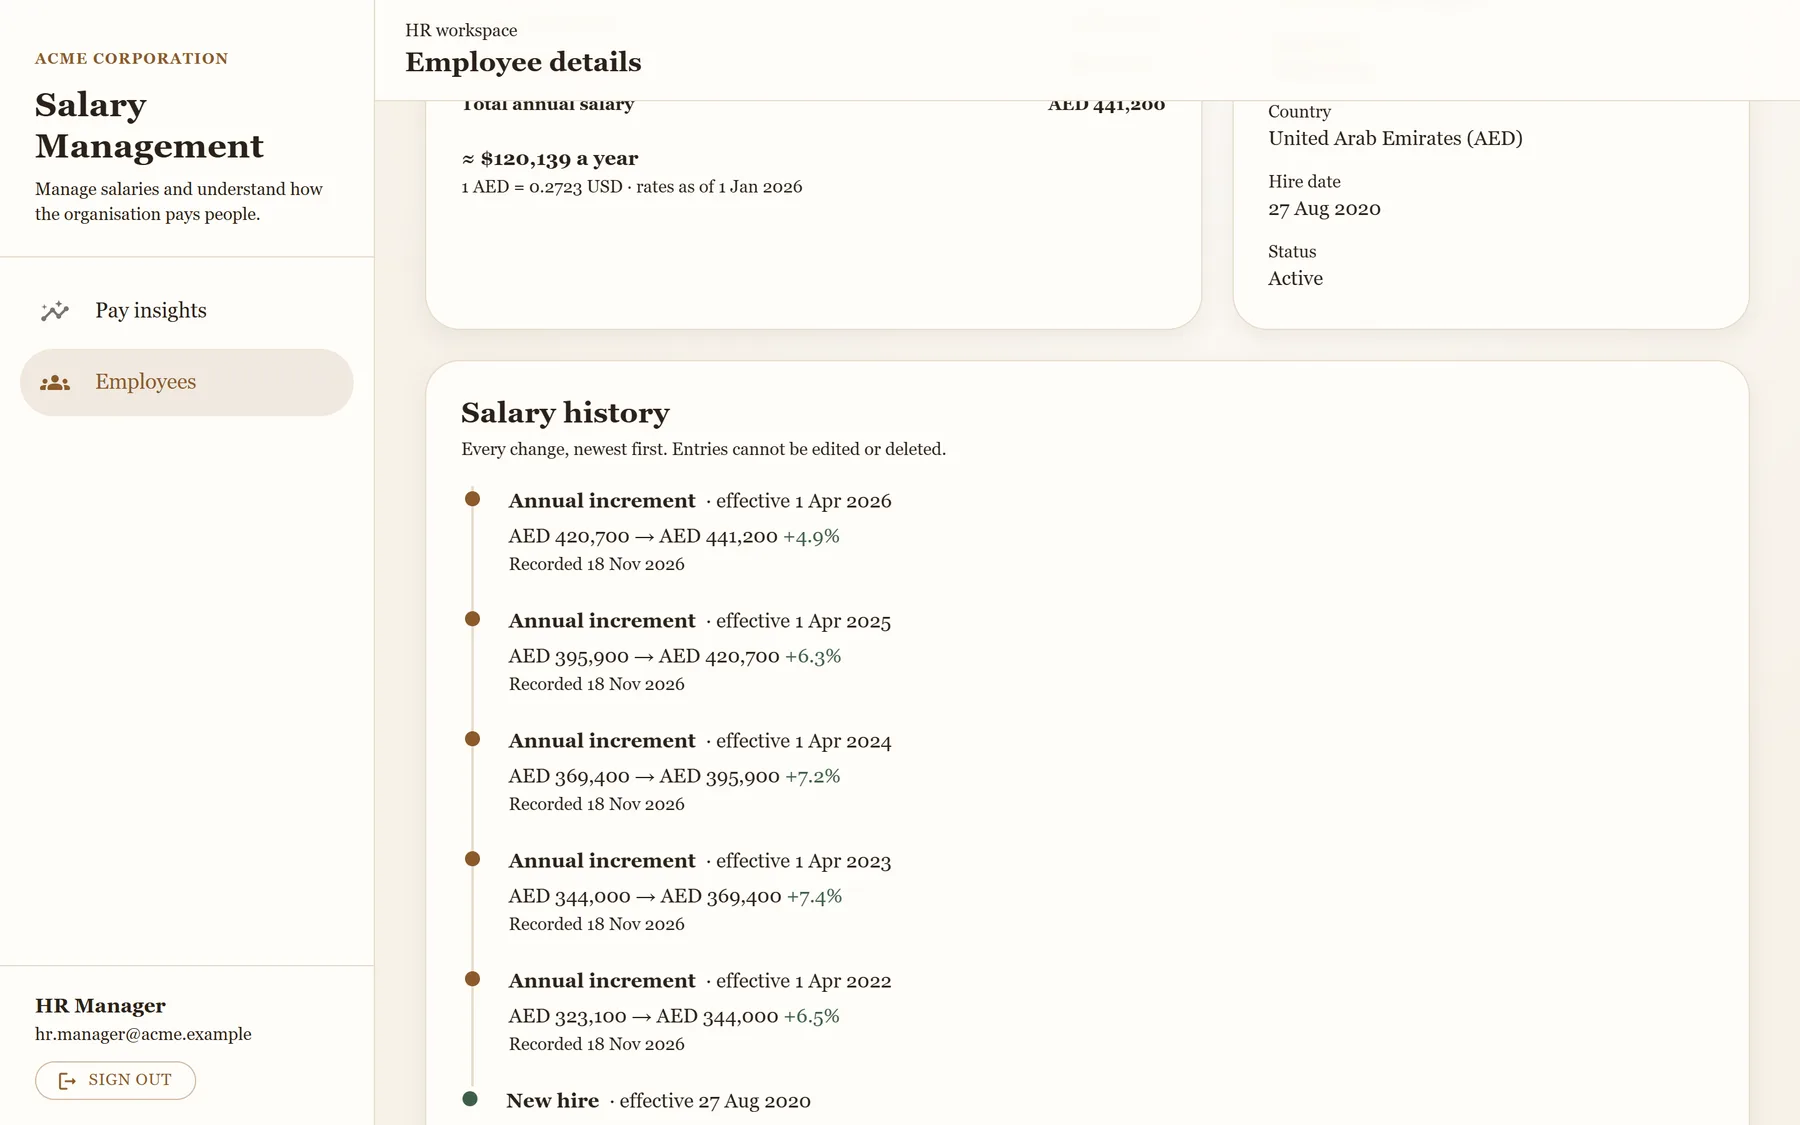 ACME CORPORATION
Salary
Management
Manage salaries and understand how
the organisation pays people.
Pay insights
Employees
HR Manager
hr.manager@acme.example
SIGN OUT
HR workspace
Employee details
Total annual salary AED 441,200
≈ $120,139 a year
1 AED = 0.2723 USD · rates as of 1 Jan 2026
Country
United Arab Emirates (AED)
Hire date
27 Aug 2020
Status
Active
Salary history
Every change, newest first. Entries cannot be edited or deleted.
Annual increment · effective 1 Apr 2026
AED 420,700 → AED 441,200 +4.9%
Recorded 18 Nov 2026
Annual increment · effective 1 Apr 2025
AED 395,900 → AED 420,700 +6.3%
Recorded 18 Nov 2026
Annual increment · effective 1 Apr 2024
AED 369,400 → AED 395,900 +7.2%
Recorded 18 Nov 2026
Annual increment · effective 1 Apr 2023
AED 344,000 → AED 369,400 +7.4%
Recorded 18 Nov 2026
Annual increment · effective 1 Apr 2022
AED 323,100 → AED 344,000 +6.5%
Recorded 18 Nov 2026
New hire · effective 27 Aug 2020